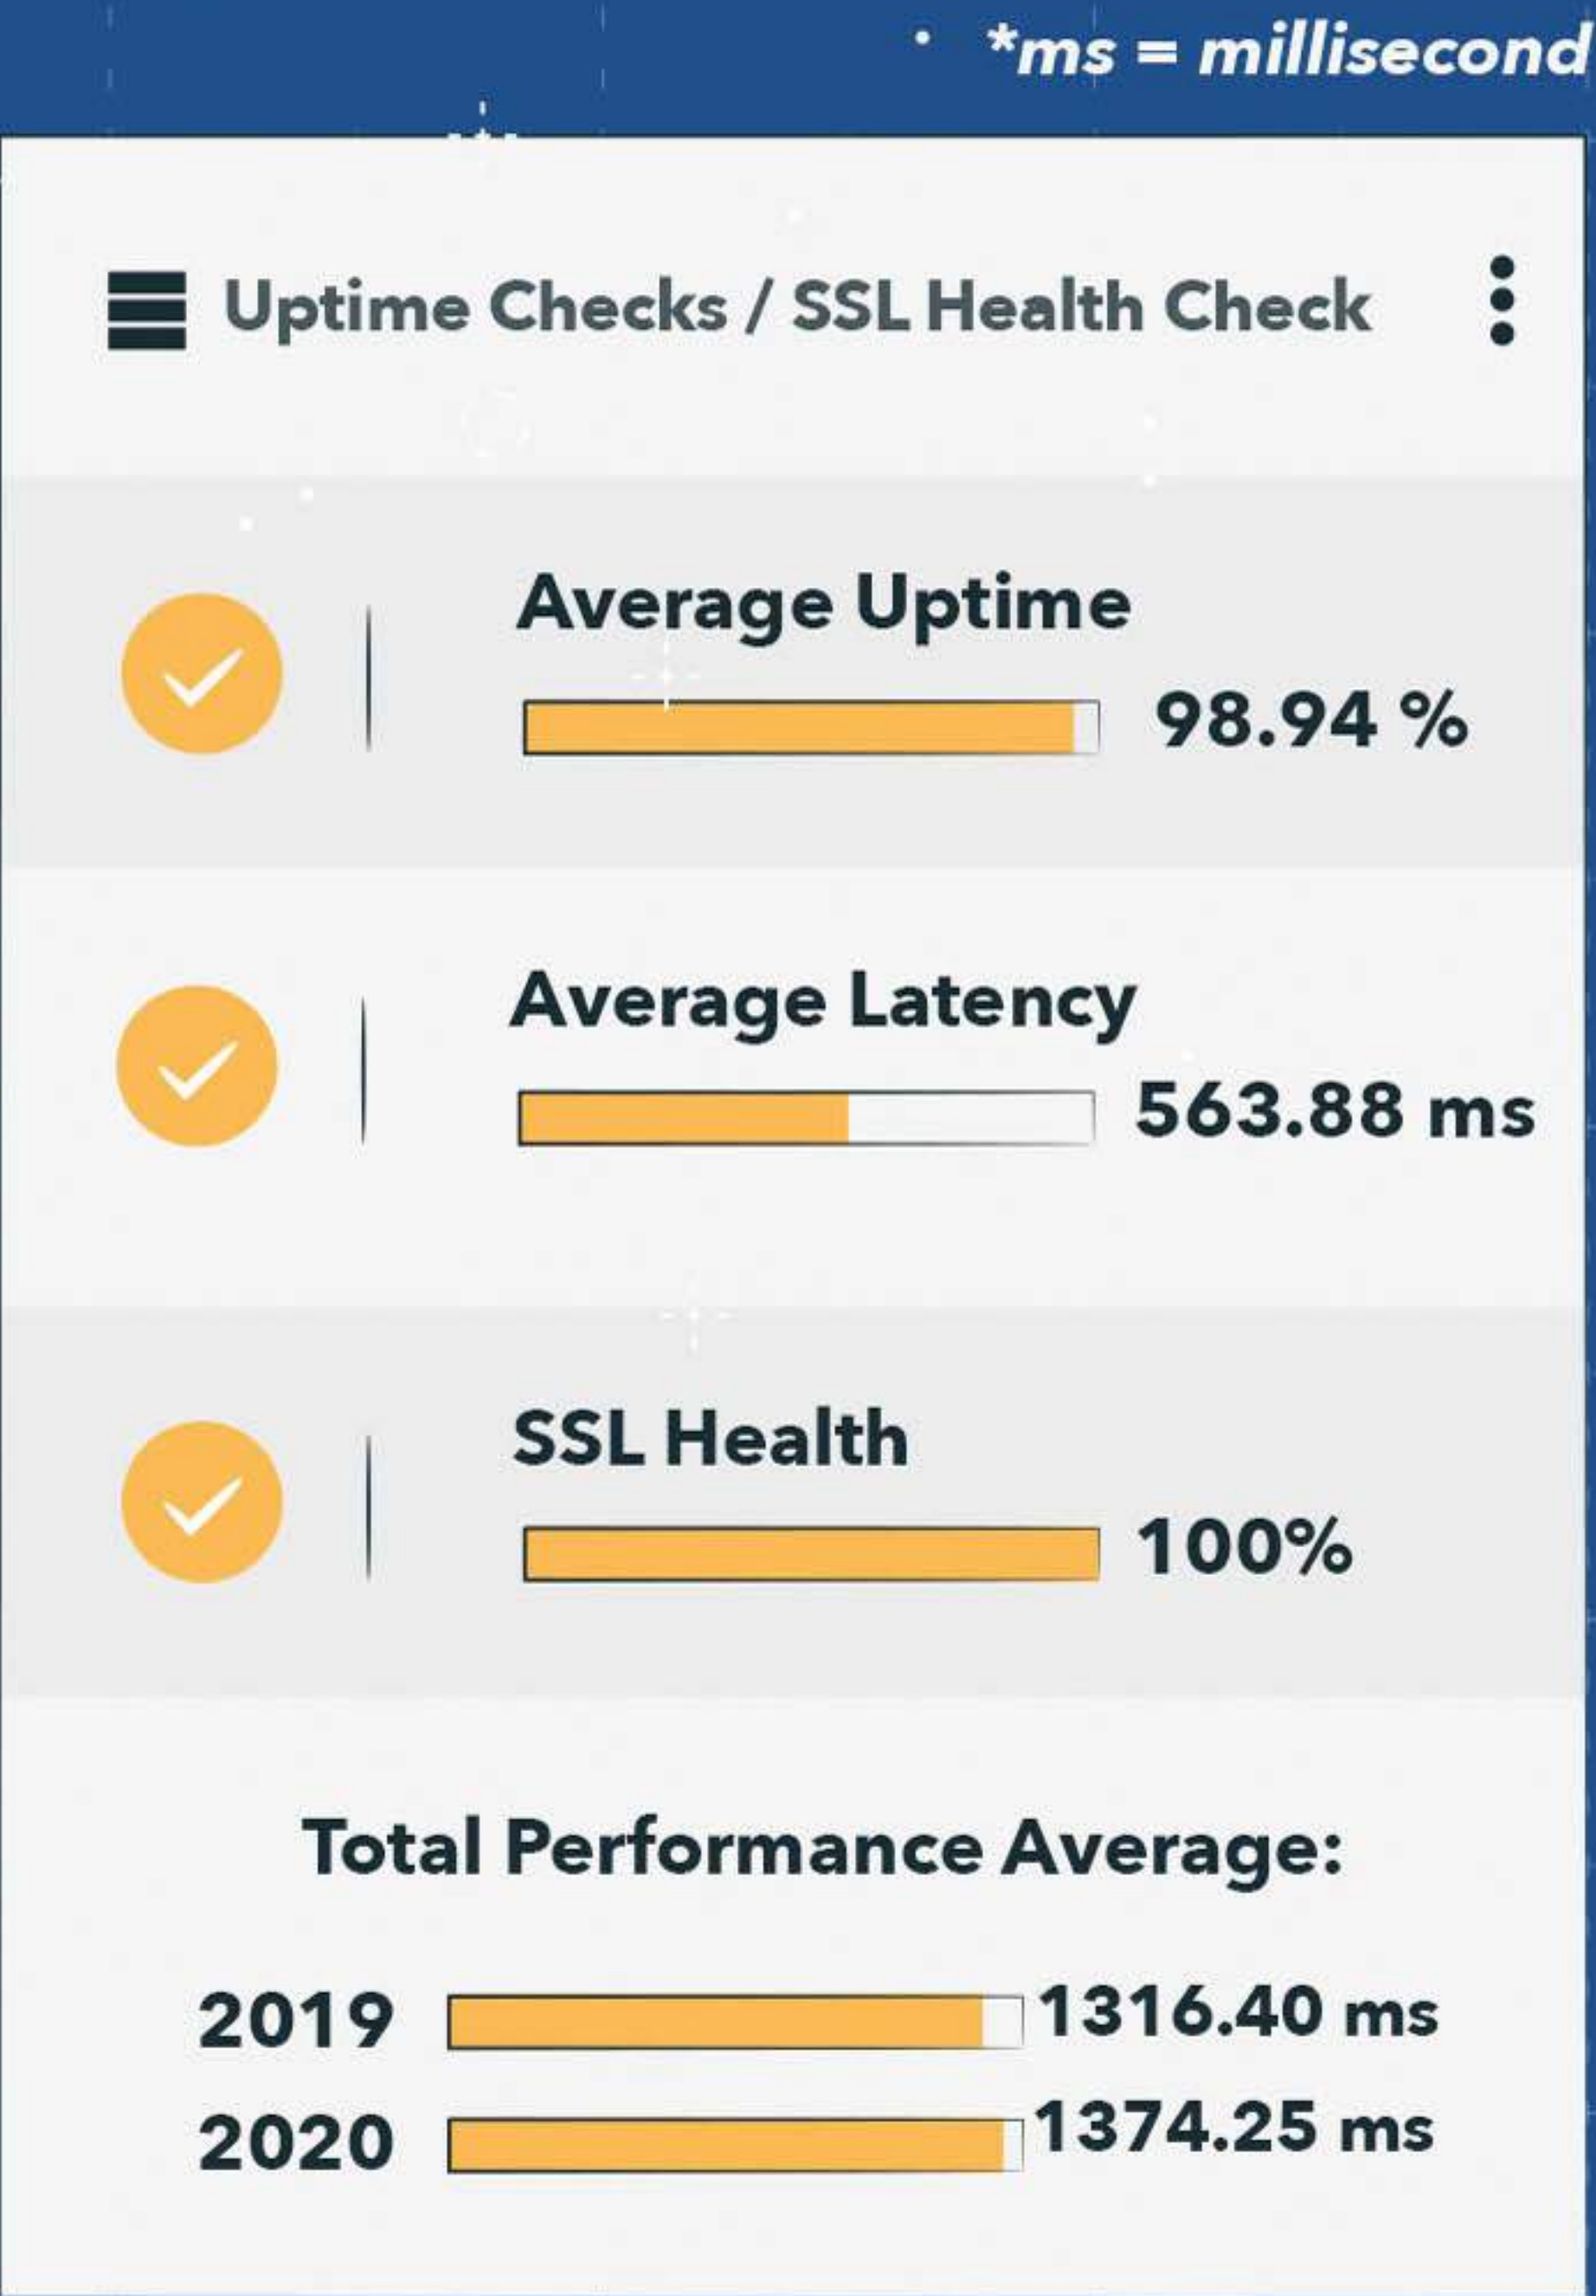 *ms = millisecond
Uptime Checks / SSL Health Check
Average Uptime
98.94 %
Average Latency
563.88 ms
SSL Health
100%
Total Performance Average:
2019 1316.40 ms
2020 1374.25 ms